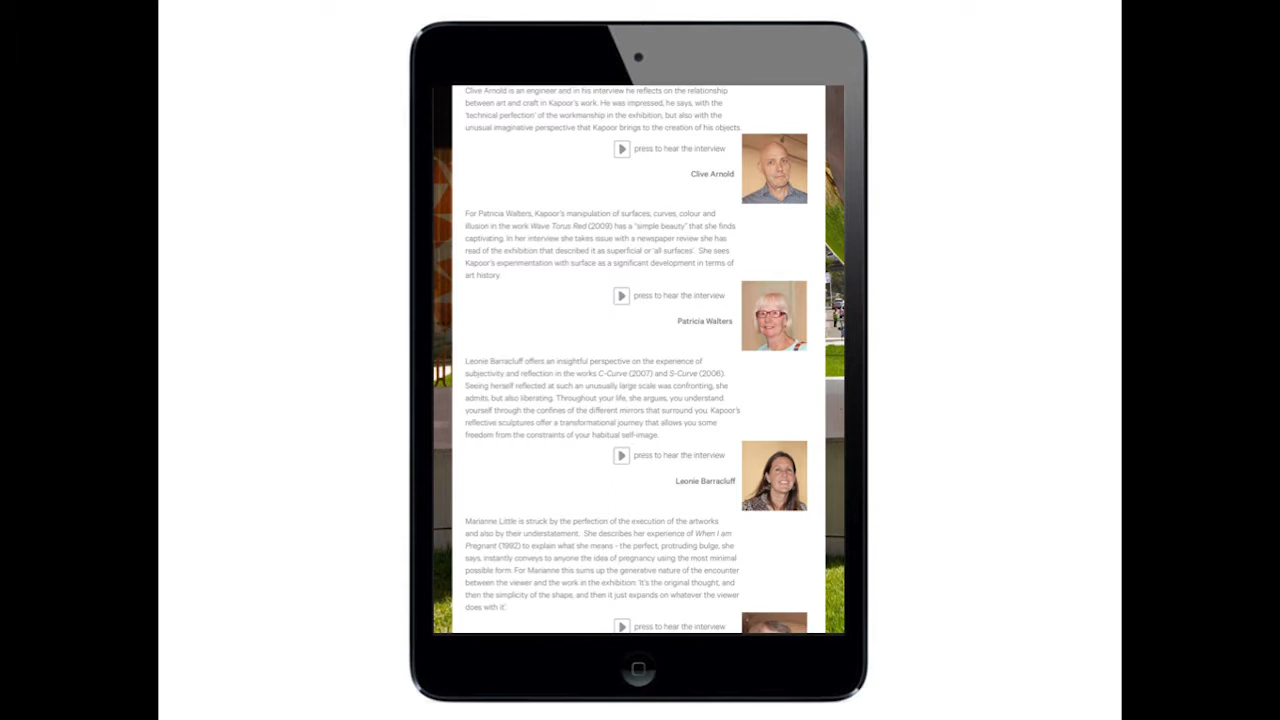 Clive Arnold is an engineer and in his interview he reflects on the relationship
between art and craft in Kapoor's work. He was impressed, he says, with the
'technical perfection' of the workmanship in the exhibition, but also with the
unusual imaginative perspective that Kapoor brings to the creation of his objects.
press to hear the interview
Clive Arnold
For Patricia Walters, Kapoor's manipulation of surfaces, curves, colour and
illusion in the work Wave Torus Red (2009) has a "simple beauty" that she finds
captivating. In her interview she takes issue with a newspaper review she has
read of the exhibition that described it as superficial or 'all surfaces'. She sees
Kapoor's experimentation with surface as a significant development in terms of
art history.
press to hear the interview
Patricia Walters
Leonie Barracluff offers an insightful perspective on the experience of
subjectivity and reflection in the works C-Curve (2007) and S-Curve (2006).
Seeing herself reflected at such an unusually large scale was confronting, she
admits, but also liberating. Throughout your life, she argues, you understand
yourself through the confines of the different mirrors that surround you. Kapoor's
reflective sculptures offer a transformational journey that allows you some
freedom from the constraints of your habitual self-image.
press to hear the interview
Leonie Barracluff
Marianne Little is struck by the perfection of the execution of the artworks
and also by their understatement. She describes her experience of When I am
Pregnant (1992) to explain what she means - the perfect, protruding bulge, she
says, instantly conveys to anyone the idea of pregnancy using the most minimal
possible form. For Marianne this sums up the generative nature of the encounter
between the viewer and the work in the exhibition: 'It's the original thought, and
then the simplicity of the shape, and then it just expands on whatever the viewer
does with it'.
press to hear the interview